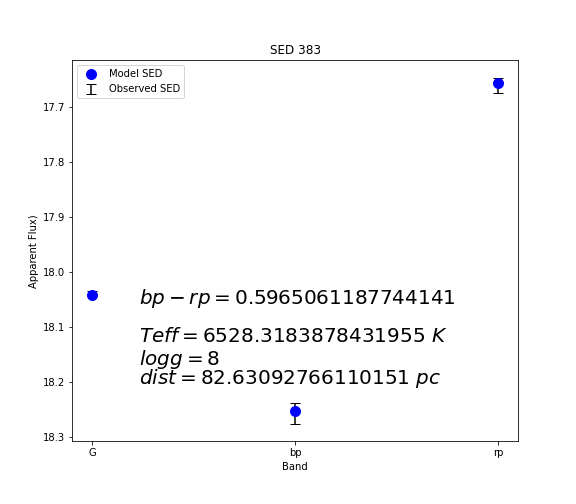 SED 383
Model SED
Observed SED
Apparent Flux)
17.7
17.8
17.9
18.0
18.1
18.2
18.3
bp − rp = 0.5965061187744141
Teff = 6528.3183878431955 K
logg = 8
dist = 82.63092766110151 pc
G bp rp
Band